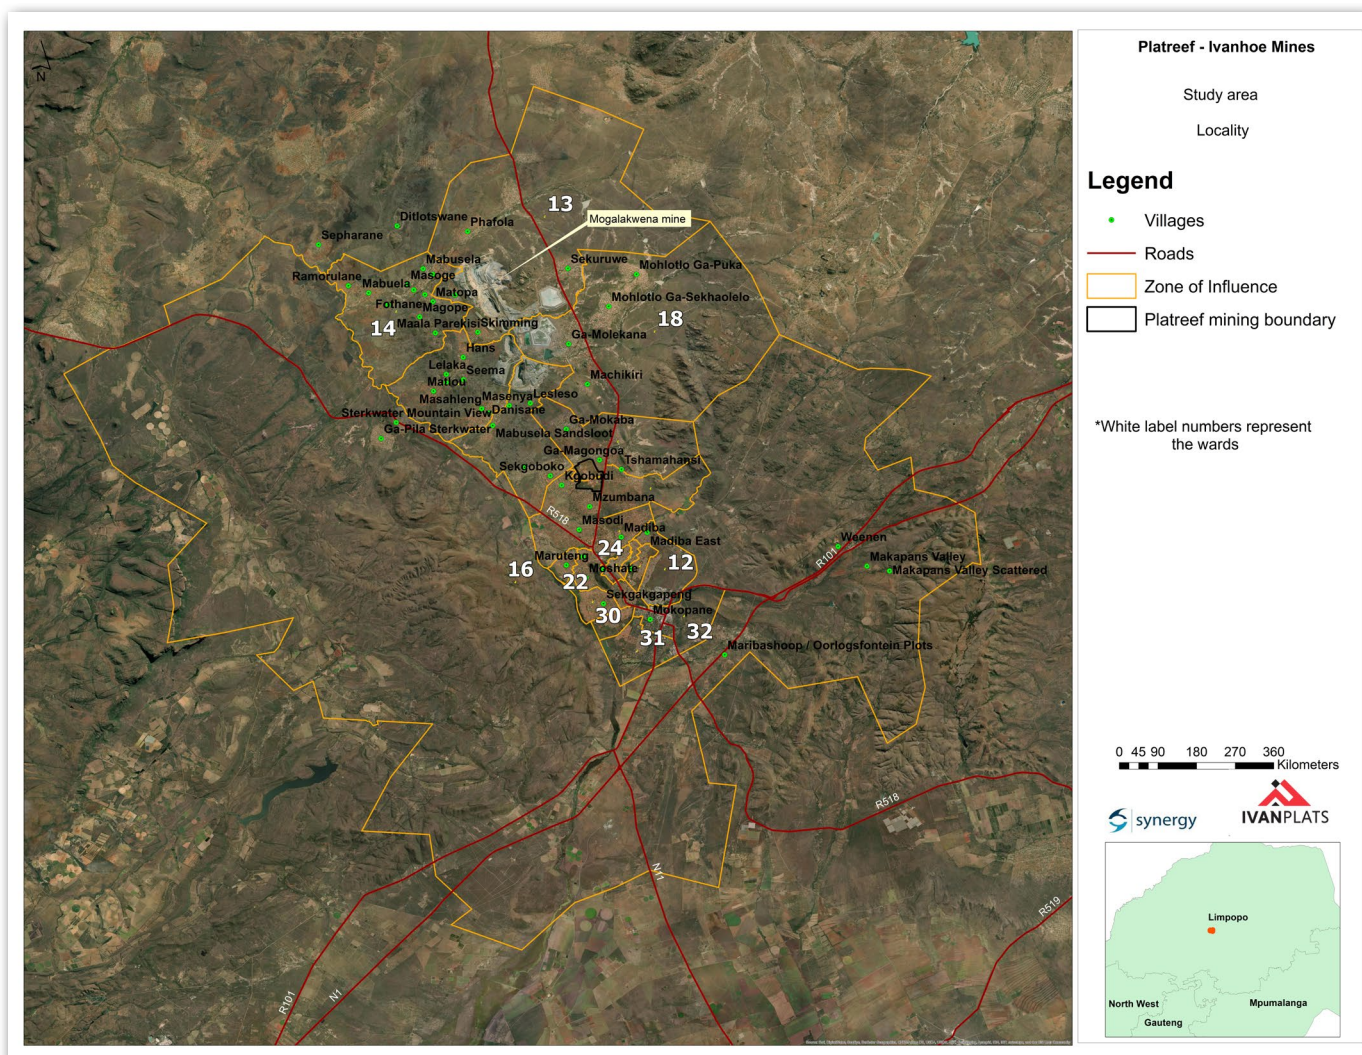 N
13
Mogalakwena mine
Ditlotswane
Phafola
Sepharane
Mabusela
Sekuruwe
Mohlotlo Ga-Puka
Ramorulane
Mabuela
Masoge
Matopa
Mohlotlo Ga-Sekhaolelo
Fothane
Magope
14
Maala Parekisi
Skimming
18
Hans
Ga-Molekana
Lelaka
Seema
Machikiri
Matlou
Masahleng
Masenya
Lesleso
Sterkwater Mountain View
Danisane
Ga-Pila Sterkwater
Mabusela Sandsloot
Ga-Mokaba
Ga-Magongoa
Sekgoboko
Kgobudi
Tshamahansi
Mzumbana
R518
Masodi
Madiba
Madiba East
24
Weenen
R101
Maruteng
Moshate
12
Makapans Valley
Makapans Valley Scattered
16
22
Sekgakgapeng
30
Mokopane
31
32
Maribashoop / Oorlogsfontein Plots
R518
N11
R519
R101
N1
Platreef - Ivanhoe Mines
Study area
Locality
Legend
Villages
Roads
Zone of Influence
Platreef mining boundary
*White label numbers represent
the wards
0 45 90 180 270 360
Kilometers
synergy
IVANPLATS
Limpopo
North West
Mpumalanga
Gauteng